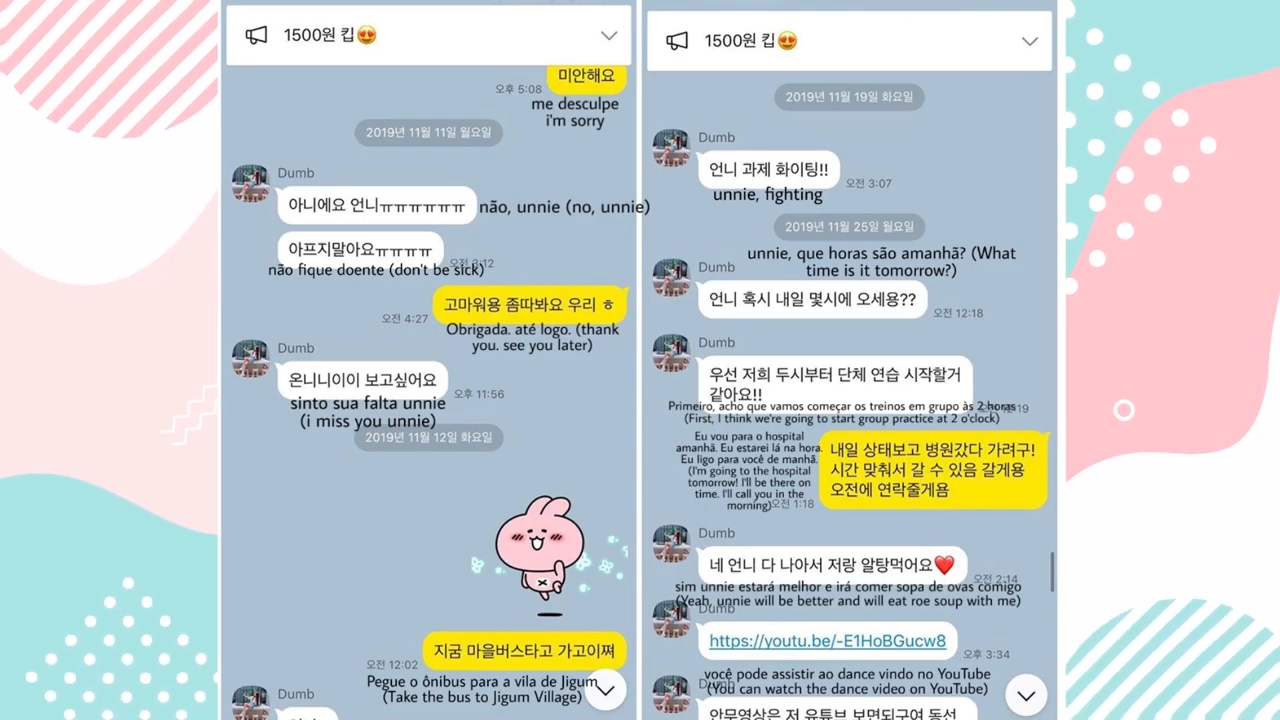 1500원 킵😍
미안해요
오후 5:08
me desculpe
i'm sorry
2019년 11월 11일 월요일
Dumb
아니에요 언니ㅠㅠㅠㅠㅠㅠ
não, unnie (no, unnie)
아프지말아요ㅠㅠㅠㅠ
não fique doente (don't be sick)
고마워용 좀따봐요 우리 ㅎ
오전 4:27
Obrigada. até logo. (thank
you. see you later)
Dumb
온니니이이 보고싶어요
오후 11:56
sinto sua falta unnie
(i miss you unnie)
2019년 11월 12일 화요일
지굼 마을버스타고 가고이쪄
오전 12:02
Pegue o ônibus para a vila de Jigum
(Take the bus to Jigum Village)
Dumb
1500원 킵😍
2019년 11월 19일 화요일
Dumb
언니 과제 화이팅!!
오전 3:07
unnie, fighting
2019년 11월 25일 월요일
unnie, que horas são amanhã? (What
time is it tomorrow?)
Dumb
언니 혹시 내일 몇시에 오세용??
오전 12:18
Dumb
우선 저희 두시부터 단체 연습 시작할거
같아요!!
Primeiro, acho que vamos começar os treinos em grupo às 2 horas
(First, I think we're going to start group practice at 2 o'clock)
Eu vou para o hospital
amanhã. Eu estarei lá na hora.
Eu ligo para você de manhã.
(I'm going to the hospital
tomorrow! I'll be there on
time. I'll call you in the
morning)
오전 1:18
내일 상태보고 병원갔다 가려구!
시간 맞춰서 갈 수 있음 갈게용
오전에 연락줄게욤
Dumb
네 언니 다 나아서 저랑 알탕먹어요❤️
오전 2:14
sim unnie estará melhor e irá comer sopa de ovas comigo
(Yeah, unnie will be better and will eat roe soup with me)
Dumb
https://youtu.be/-E1HoBGucw8
오후 3:34
você pode assistir ao dance vindo no YouTube
(You can watch the dance video on YouTube)
Dumb
안무영상은 저 유튜브 보면되구여 동선